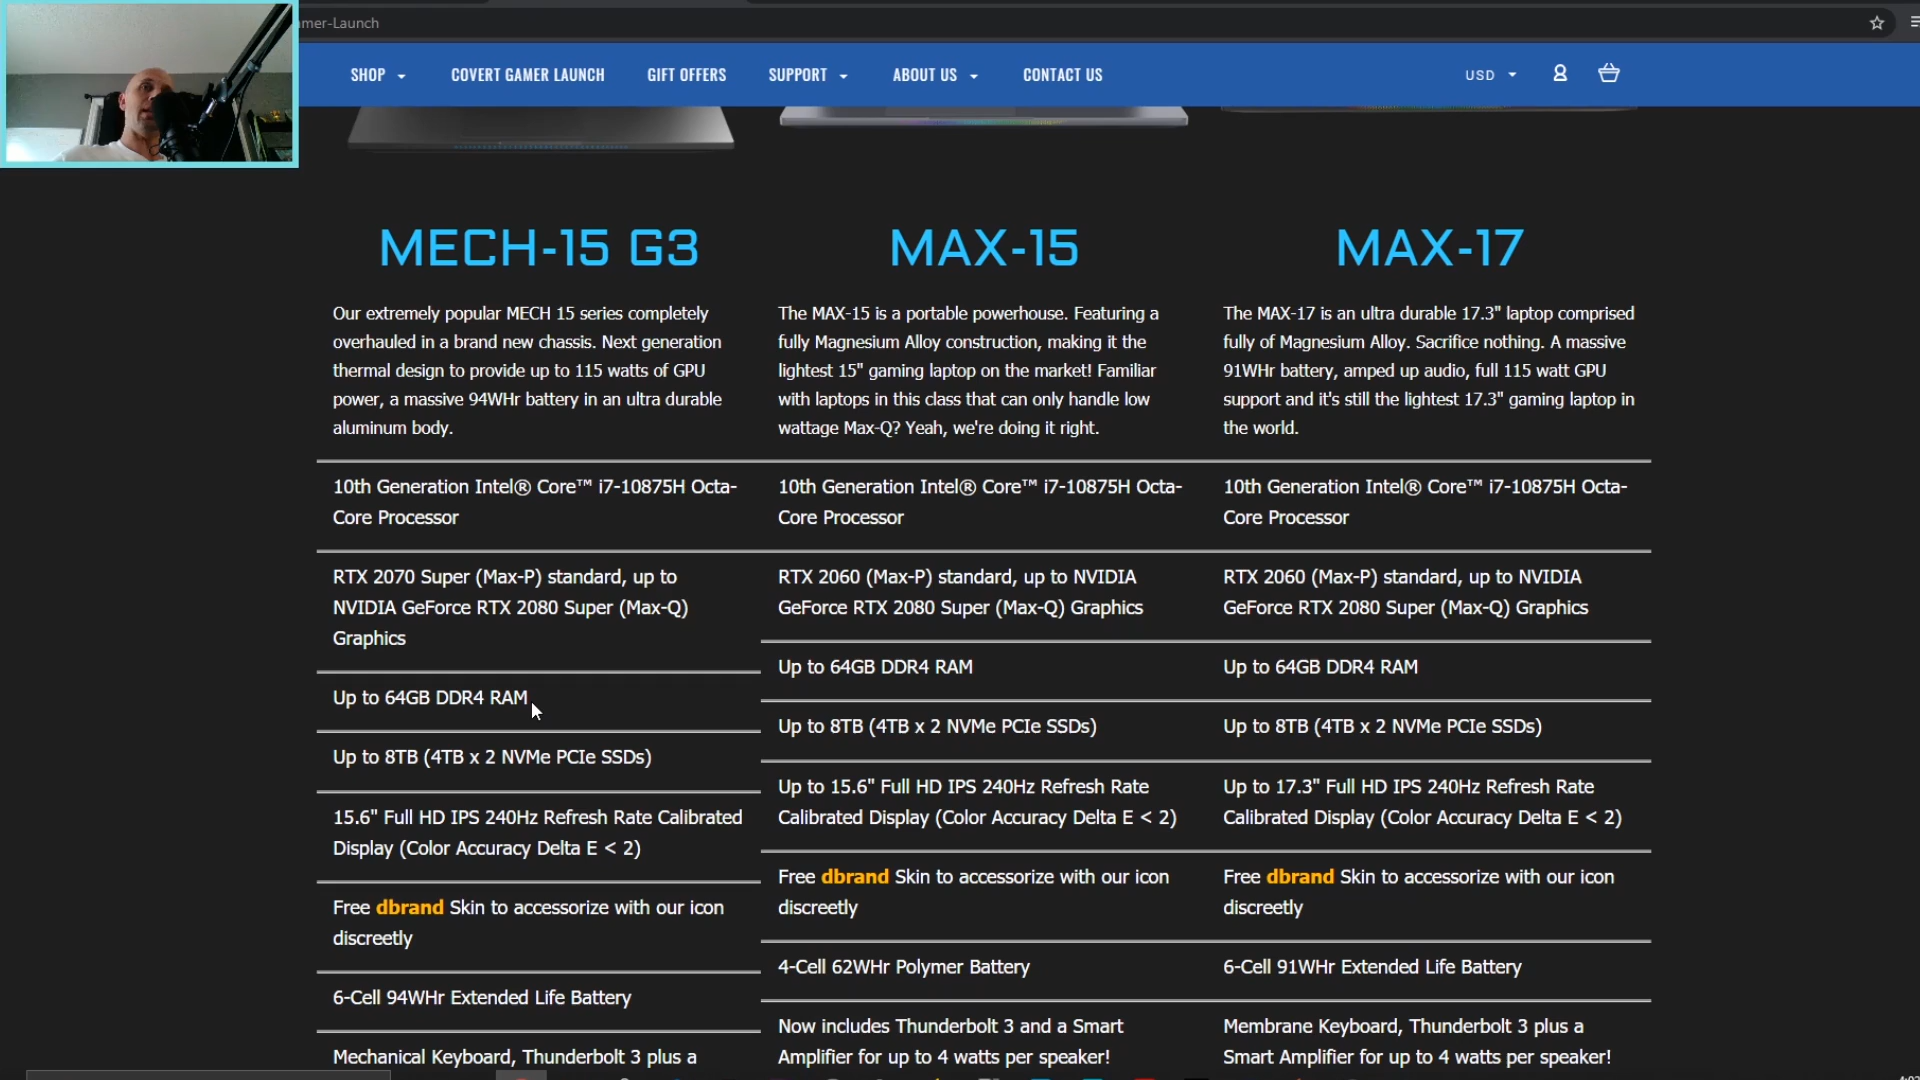 mer-Launch
SHOP
COVERT GAMER LAUNCH
GIFT OFFERS
SUPPORT
ABOUT US
CONTACT US
USD
MECH-15 G3
Our extremely popular MECH 15 series completely
overhauled in a brand new chassis. Next generation
thermal design to provide up to 115 watts of GPU
power, a massive 94WHr battery in an ultra durable
aluminum body.
10th Generation Intel® Core™ i7-10875H Octa-
Core Processor
RTX 2070 Super (Max-P) standard, up to
NVIDIA GeForce RTX 2080 Super (Max-Q)
Graphics
Up to 64GB DDR4 RAM
Up to 8TB (4TB x 2 NVMe PCIe SSDs)
15.6" Full HD IPS 240Hz Refresh Rate Calibrated
Display (Color Accuracy Delta E < 2)
Free dbrand Skin to accessorize with our icon
discreetly
6-Cell 94WHr Extended Life Battery
Mechanical Keyboard, Thunderbolt 3 plus a
MAX-15
The MAX-15 is a portable powerhouse. Featuring a
fully Magnesium Alloy construction, making it the
lightest 15" gaming laptop on the market! Familiar
with laptops in this class that can only handle low
wattage Max-Q? Yeah, we're doing it right.
10th Generation Intel® Core™ i7-10875H Octa-
Core Processor
RTX 2060 (Max-P) standard, up to NVIDIA
GeForce RTX 2080 Super (Max-Q) Graphics
Up to 64GB DDR4 RAM
Up to 8TB (4TB x 2 NVMe PCIe SSDs)
Up to 15.6" Full HD IPS 240Hz Refresh Rate
Calibrated Display (Color Accuracy Delta E < 2)
Free dbrand Skin to accessorize with our icon
discreetly
4-Cell 62WHr Polymer Battery
Now includes Thunderbolt 3 and a Smart
Amplifier for up to 4 watts per speaker!
MAX-17
The MAX-17 is an ultra durable 17.3" laptop comprised
fully of Magnesium Alloy. Sacrifice nothing. A massive
91WHr battery, amped up audio, full 115 watt GPU
support and it's still the lightest 17.3" gaming laptop in
the world.
10th Generation Intel® Core™ i7-10875H Octa-
Core Processor
RTX 2060 (Max-P) standard, up to NVIDIA
GeForce RTX 2080 Super (Max-Q) Graphics
Up to 64GB DDR4 RAM
Up to 8TB (4TB x 2 NVMe PCIe SSDs)
Up to 17.3" Full HD IPS 240Hz Refresh Rate
Calibrated Display (Color Accuracy Delta E < 2)
Free dbrand Skin to accessorize with our icon
discreetly
6-Cell 91WHr Extended Life Battery
Membrane Keyboard, Thunderbolt 3 plus a
Smart Amplifier for up to 4 watts per speaker!